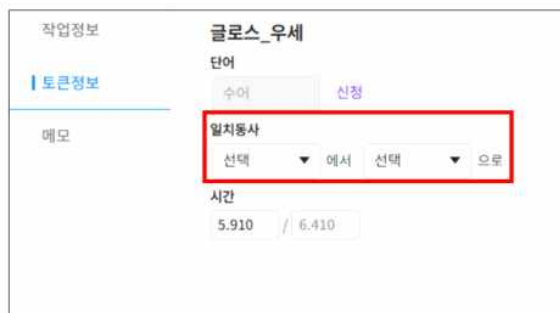 작업정보
토큰정보
메모
글로스_우세
단어
수어 신청
일치동사
선택 ▼ 에서 선택 ▼ 으로
시간
5.910 / 6.410